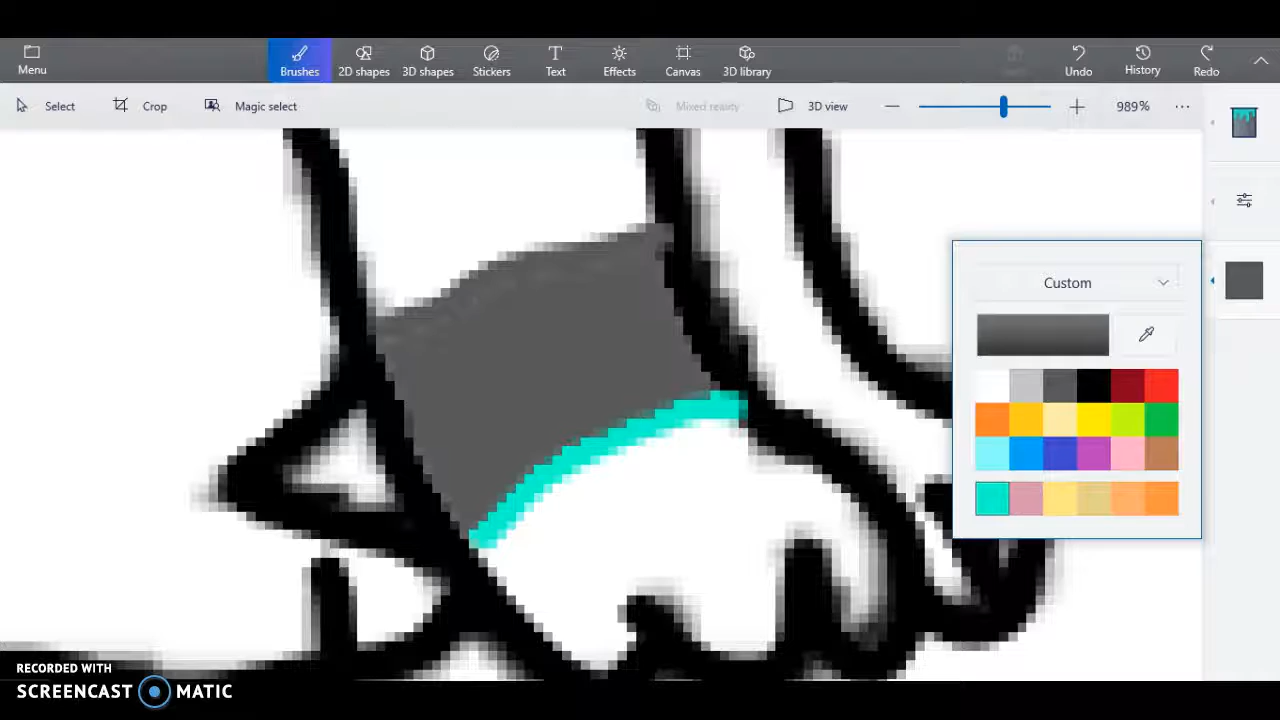 Menu
Brushes
2D shapes
3D shapes
Stickers
Text
Effects
Canvas
3D library
Undo
History
Redo
Select
Crop
Magic select
Mixed reality
3D view
989%
Custom
RECORDED WITH
SCREENCAST MATIC